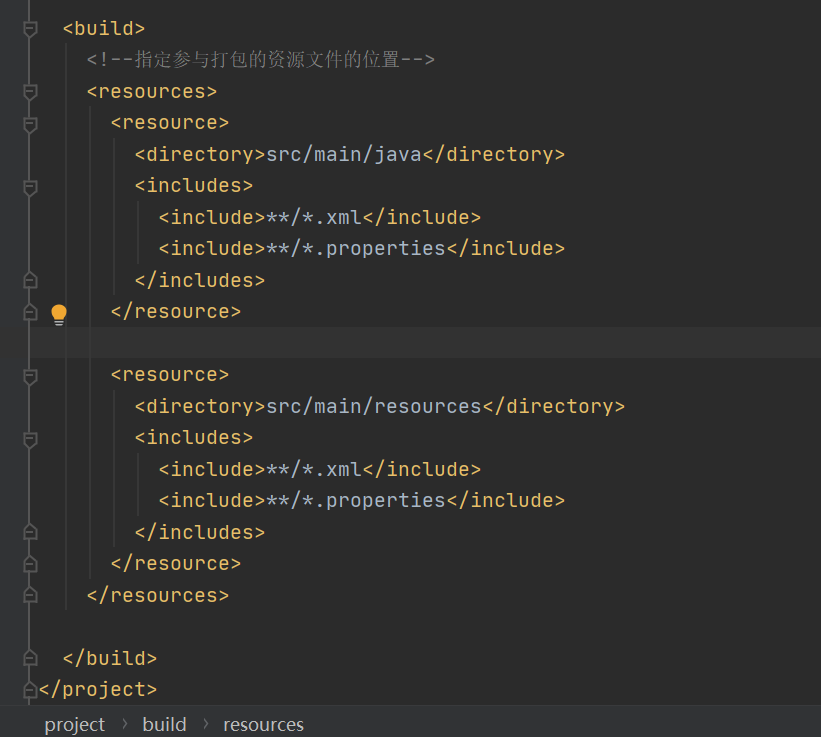 <build>
<!--指定参与打包的资源文件的位置-->
<resources>
<resource>
<directory>src/main/java</directory>
<includes>
<include>**/*.xml</include>
<include>**/*.properties</include>
</includes>
</resource>
<resource>
<directory>src/main/resources</directory>
<includes>
<include>**/*.xml</include>
<include>**/*.properties</include>
</includes>
</resource>
</resources>
</build>
</project>
project › build › resources